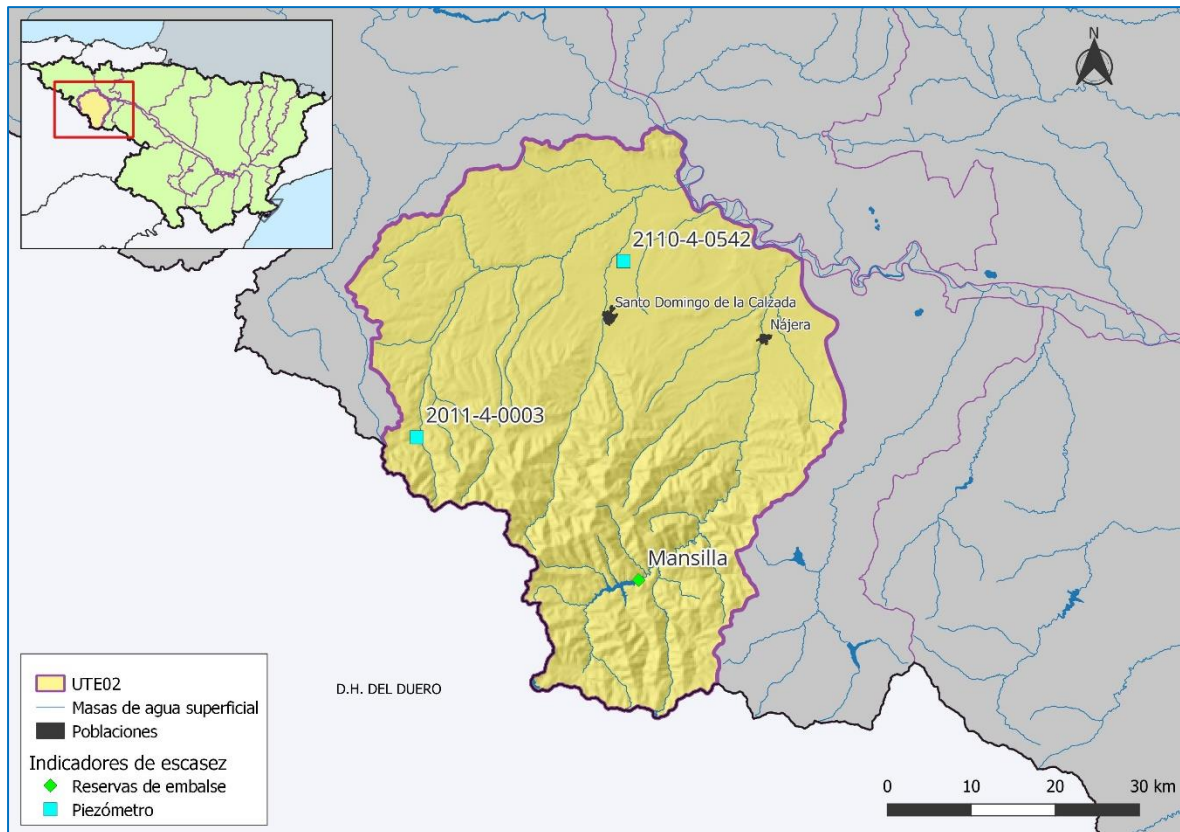 N
2110-4-0542
Santo Domingo de la Calzada
Nájera
2011-4-0003
Mansilla
D.H. DEL DUERO
UTE02
Masas de agua superficial
Poblaciones
Indicadores de escasez
Reservas de embalse
Piezómetro
0 10 20 30 km